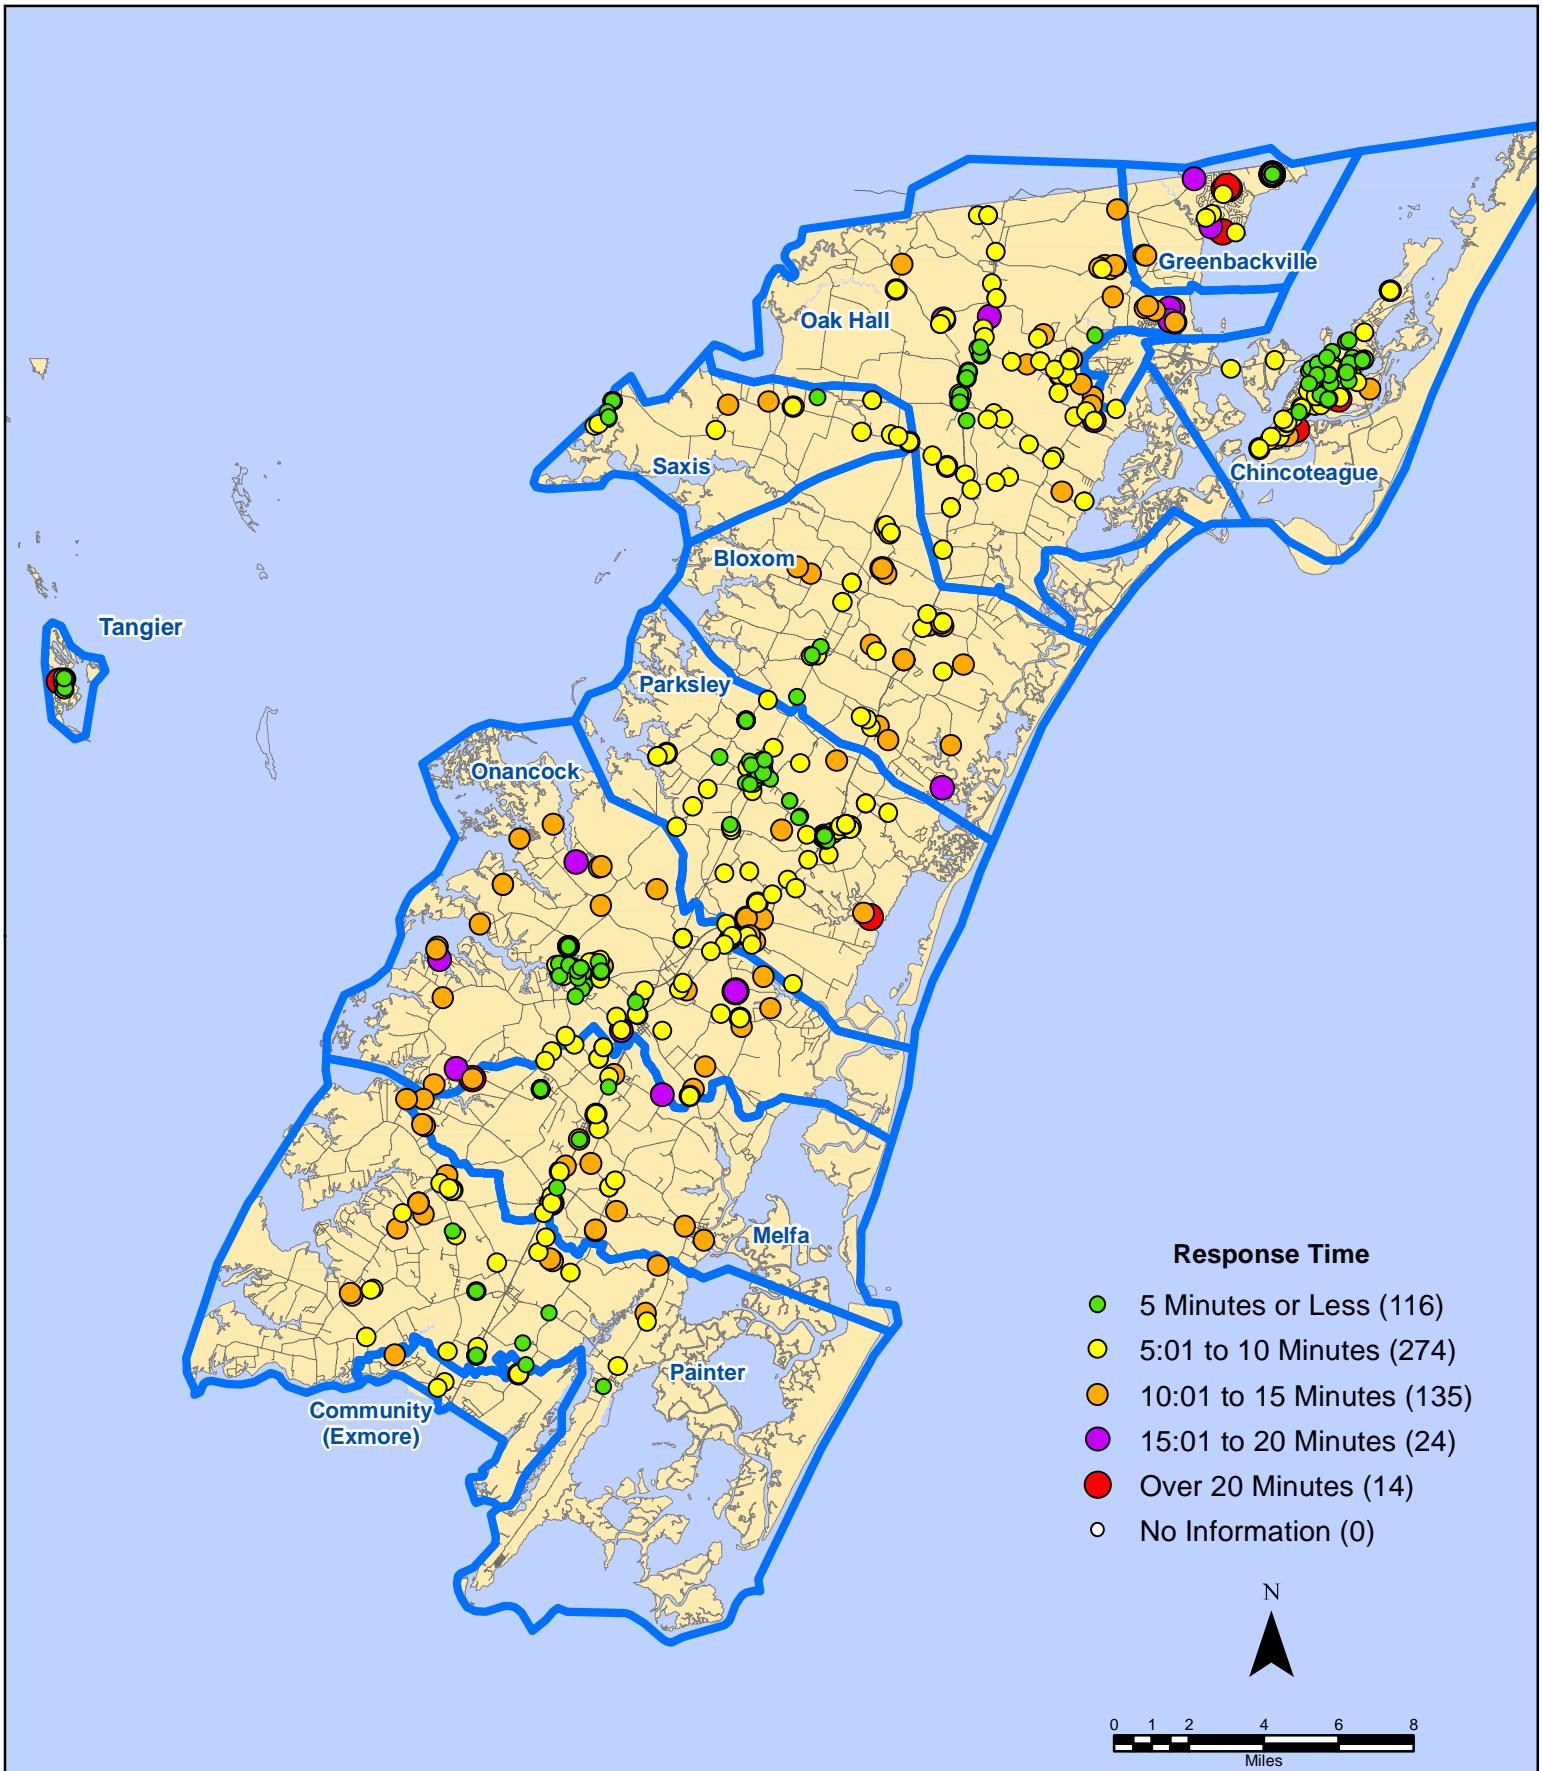 Greenbackville
Oak Hall
Saxis
Chincoteague
Bloxom
Tangier
Parksley
Onancock
Melfa
Painter
Community
(Exmore)
Response Time
5 Minutes or Less (116)
5:01 to 10 Minutes (274)
10:01 to 15 Minutes (135)
15:01 to 20 Minutes (24)
Over 20 Minutes (14)
No Information (0)
N
0 1 2 4 6 8
Miles